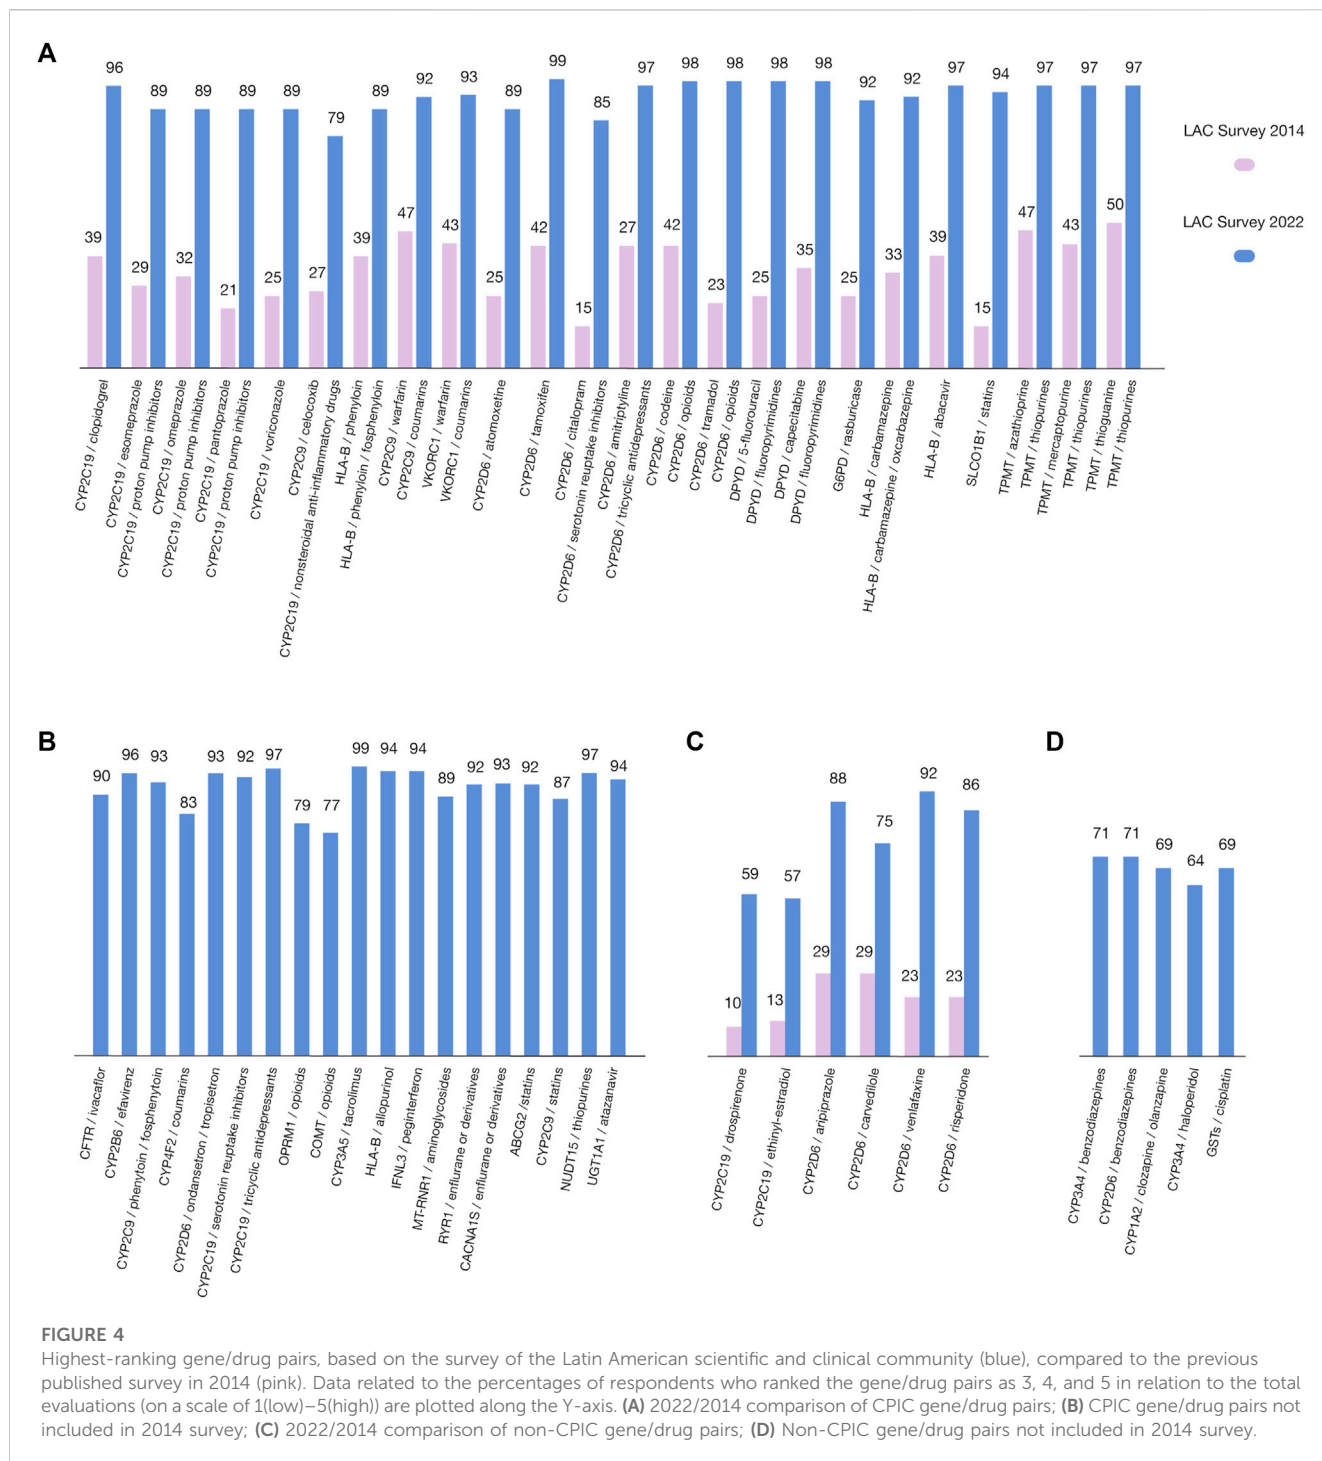 A
96
89
89
89
89
79
89
92
93
89
99
85
97
98
98
98
98
92
92
97
94
97
97
97
39
29
32
21
25
27
39
47
43
25
42
15
27
42
23
25
35
25
33
39
15
47
43
50
LAC Survey 2014
LAC Survey 2022
CYP2C19 / clopidogrel
CYP2C19 / esomeprazole
CYP2C19 / proton pump inhibitors
CYP2C19 / omeprazole
CYP2C19 / proton pump inhibitors
CYP2C19 / pantoprazole
CYP2C19 / proton pump inhibitors
CYP2C19 / voriconazole
CYP2C9 / celocoxib
CYP2C19 / nonsteroidal anti-inflammatory drugs
HLA-B / phenyloin
HLA-B / phenyloin / fosphenyloin
CYP2C9 / warfarin
CYP2C9 / coumarins
VKORC1 / warfarin
VKORC1 / coumarins
CYP2D6 / atomoxetine
CYP2D6 / tamoxifen
CYP2D6 / citalopram
CYP2D6 / serotonin reuptake inhibitors
CYP2D6 / amitriptyline
CYP2D6 / tricyclic antidepressants
CYP2D6 / codeine
CYP2D6 / opioids
CYP2D6 / tramadol
CYP2D6 / opioids
DPYD / 5-fluorouracil
DPYD / fluoropyrimidines
DPYD / capecitabine
DPYD / fluoropyrimidines
G6PD / rasburicase
HLA-B / carbamazepine
HLA-B / carbamazepine / oxcarbazepine
HLA-B / abacavir
SLCO1B1 / statins
TPMT / azathioprine
TPMT / thiopurines
TPMT / mercaptopurine
TPMT / thiopurines
TPMT / thioguanine
TPMT / thiopurines
B
90
96
93
83
93
92
97
79
77
99
94
94
89
92
93
92
87
97
94
CFTR / ivacaflor
CYP2B6 / efavirenz
CYP2C9 / phenytoin / fosphenytoin
CYP4F2 / coumarins
CYP2D6 / ondansetron / tropisetron
CYP2C19 / serotonin reuptake inhibitors
CYP2C19 / tricyclic antidepressants
OPRM1 / opioids
COMT / opioids
CYP3A5 / tacrolimus
HLA-B / allopurinol
IFNL3 / peginterferon
MT-RNR1 / aminoglycosides
RYR1 / enflurane or derivatives
CACNA1S / enflurane or derivatives
ABCG2 /statins
CYP2C9 / statins
NUDT15 / thiopurines
UGT1A1 / atazanavir
C
10
59
13
57
29
88
29
75
23
92
23
86
CYP2C19 / drospirenone
CYP2C19 / ethinyl-estradiol
CYP2D6 / aripiprazole
CYP2D6 / carvedilole
CYP2D6 / venlafaxine
CYP2D6 / risperidone
D
71
71
69
64
69
CYP3A4 / benzodiazepines
CYP2D6 / benzodiazepines
CYP1A2 / clozapine / olanzapine
CYP3A4 / haloperidol
GSTs / cisplatin
FIGURE 4
Highest-ranking gene/drug pairs, based on the survey of the Latin American scientific and clinical community (blue), compared to the previous
published survey in 2014 (pink). Data related to the percentages of respondents who ranked the gene/drug pairs as 3, 4, and 5 in relation to the total
evaluations (on a scale of 1(low)–5(high)) are plotted along the Y-axis. (A) 2022/2014 comparison of CPIC gene/drug pairs; (B) CPIC gene/drug pairs not
included in 2014 survey; (C) 2022/2014 comparison of non-CPIC gene/drug pairs; (D) Non-CPIC gene/drug pairs not included in 2014 survey.